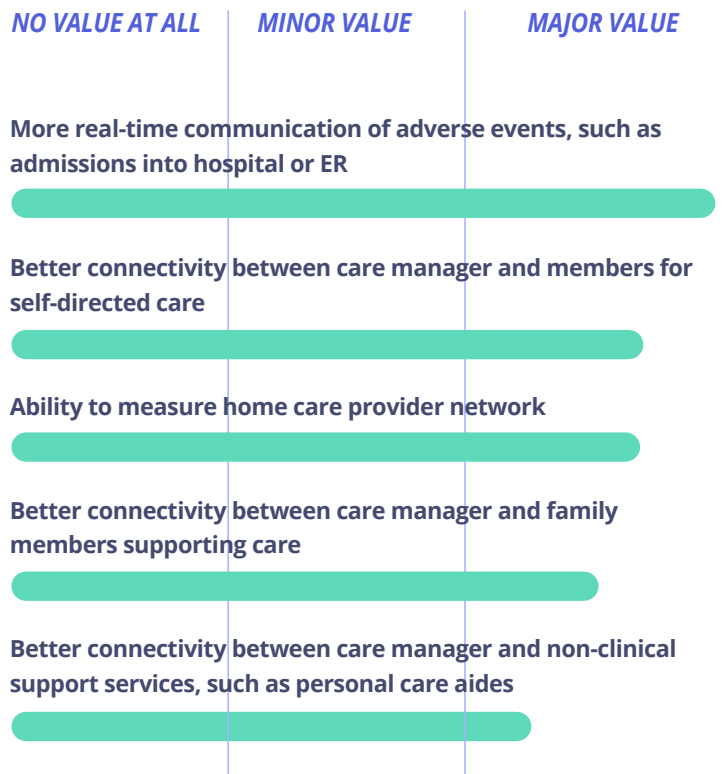 NO VALUE AT ALL MINOR VALUE MAJOR VALUE
More real-time communication of adverse events, such as
admissions into hospital or ER
Better connectivity between care manager and members for
self-directed care
Ability to measure home care provider network
Better connectivity between care manager and family
members supporting care
Better connectivity between care manager and non-clinical
support services, such as personal care aides